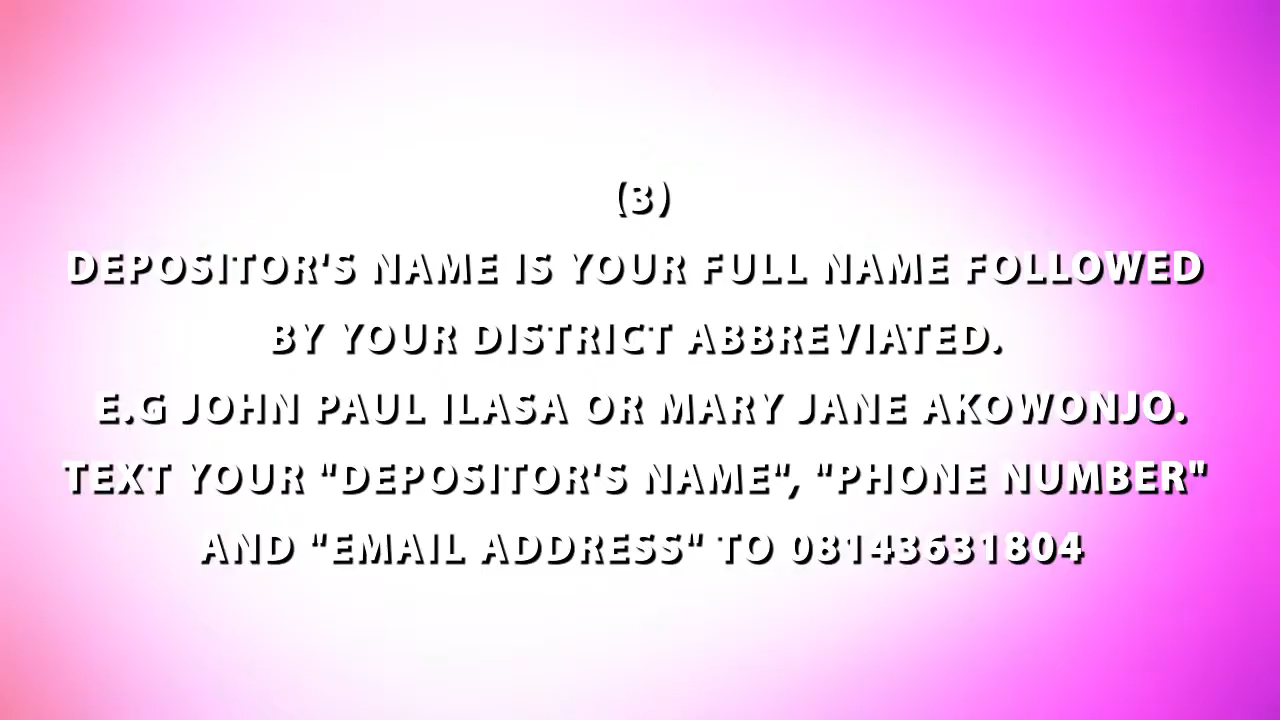 (3)
DEPOSITOR'S NAME IS YOUR FULL NAME FOLLOWED
BY YOUR DISTRICT ABBREVIATED.
E.G JOHN PAUL ILASA OR MARY JANE AKOWONJO.
TEXT YOUR "DEPOSITOR'S NAME", "PHONE NUMBER"
AND "EMAIL ADDRESS" TO 08143631804